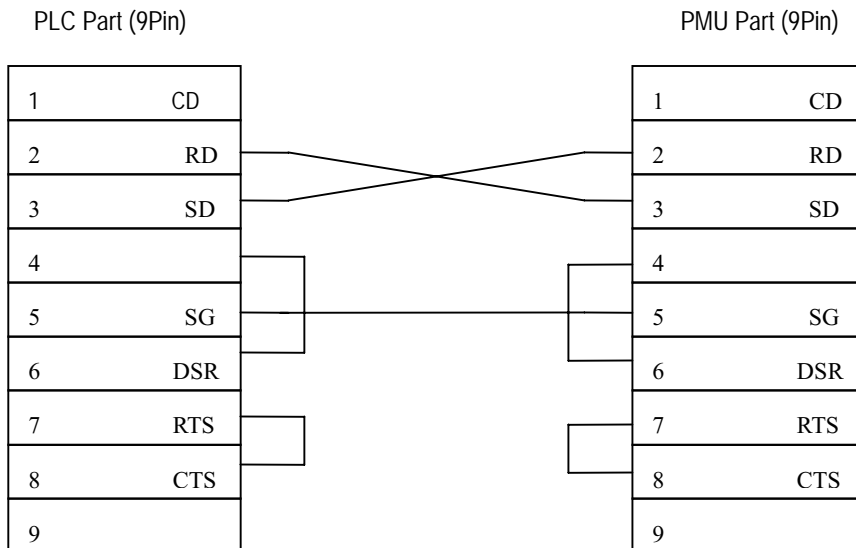 PLC Part (9Pin) PMU Part (9Pin)
1 CD 1 CD
2 RD 2 RD
3 SD 3 SD
4 4
5 SG 5 SG
6 DSR 6 DSR
7 RTS 7 RTS
8 CTS 8 CTS
9 9